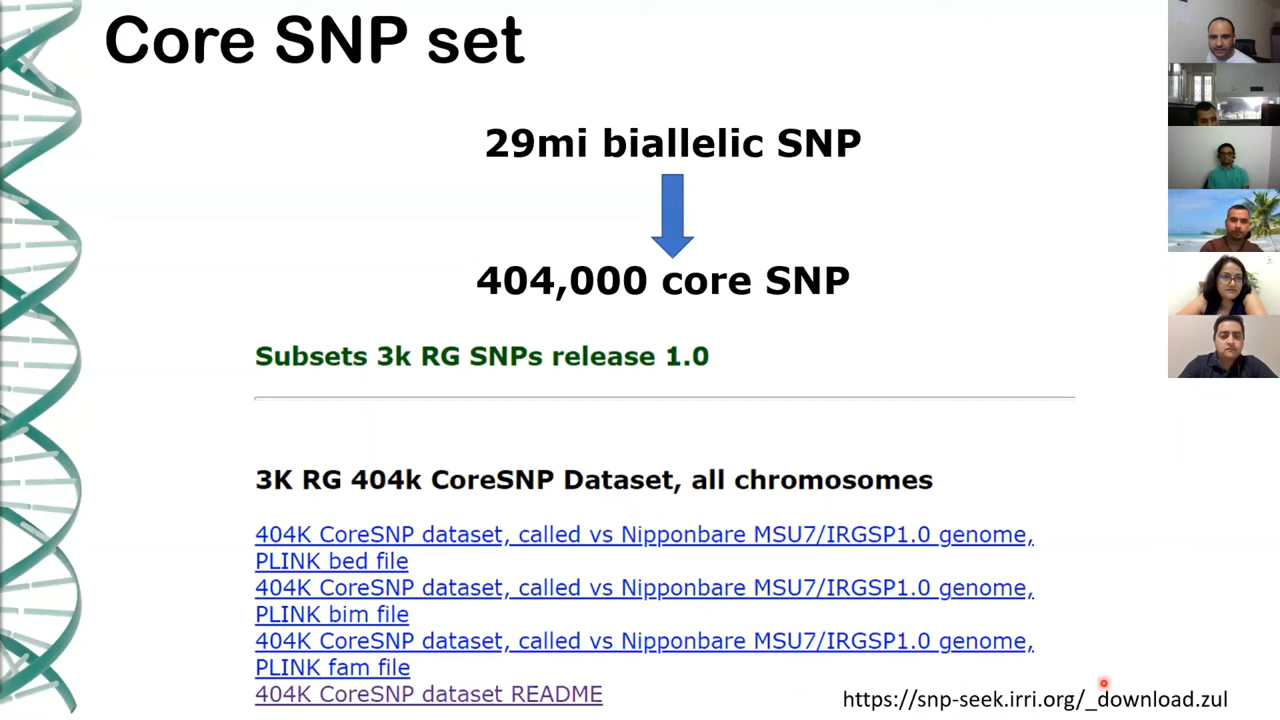 Core SNP set
29mi biallelic SNP
404,000 core SNP
Subsets 3k RG SNPs release 1.0
3K RG 404k CoreSNP Dataset, all chromosomes
404K CoreSNP dataset, called vs Nipponbare MSU7/IRGSP1.0 genome,
PLINK bed file
404K CoreSNP dataset, called vs Nipponbare MSU7/IRGSP1.0 genome,
PLINK bim file
404K CoreSNP dataset, called vs Nipponbare MSU7/IRGSP1.0 genome,
PLINK fam file
404K CoreSNP dataset README
https://snp-seek.irri.org/_download.zul